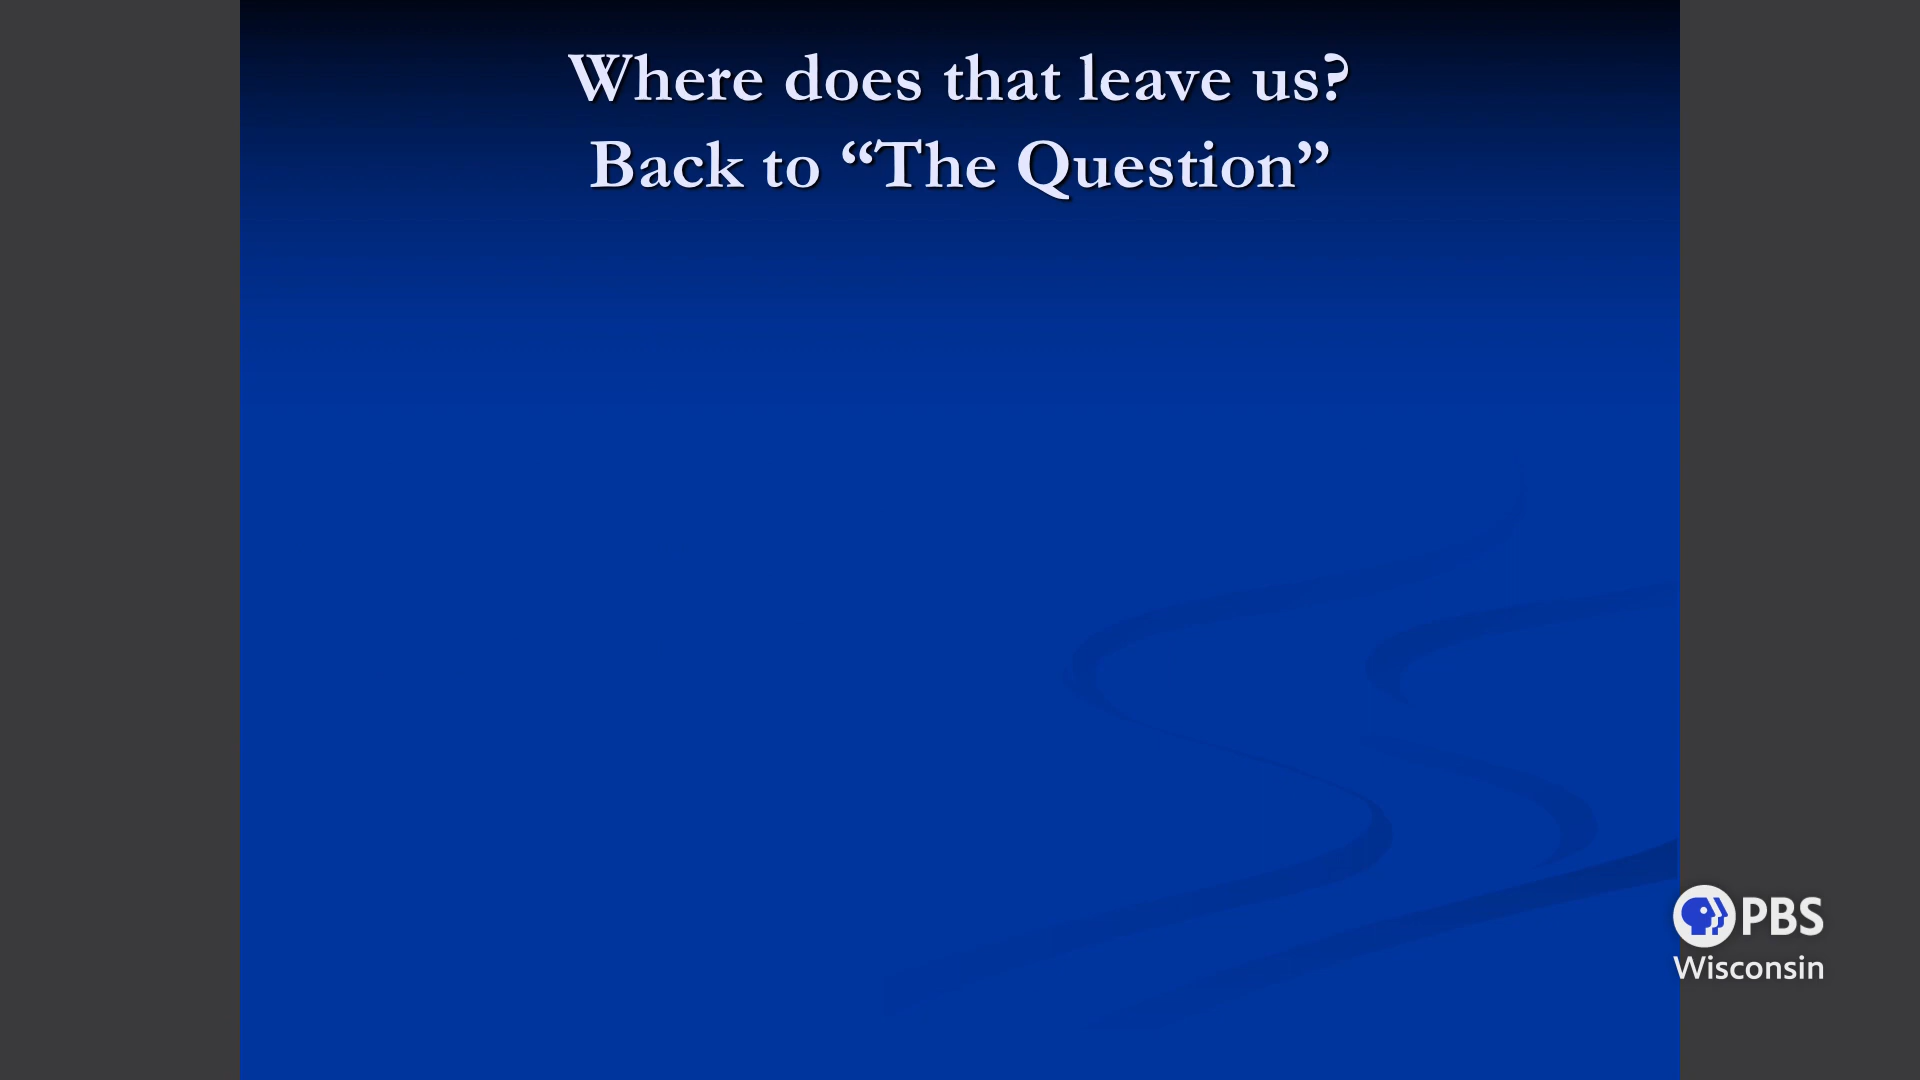 Where does that leave us?
Back to “The Question”
PBS
Wisconsin